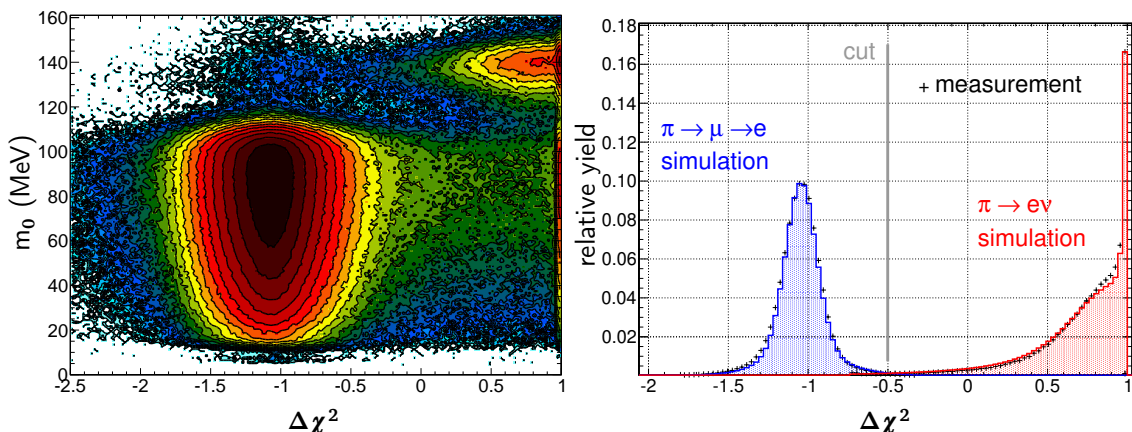 m₀ (MeV)
160
140
120
100
80
60
40
20
0
-2.5 -2 -1.5 -1 -0.5 0 0.5 1
Δχ²
relative yield
0.18
0.16
0.14
0.12
0.10
0.08
0.06
0.04
0.02
cut
+ measurement
π → μ → e
simulation
π → eν
simulation
-2 -1.5 -1 -0.5 0 0.5 1
Δχ²